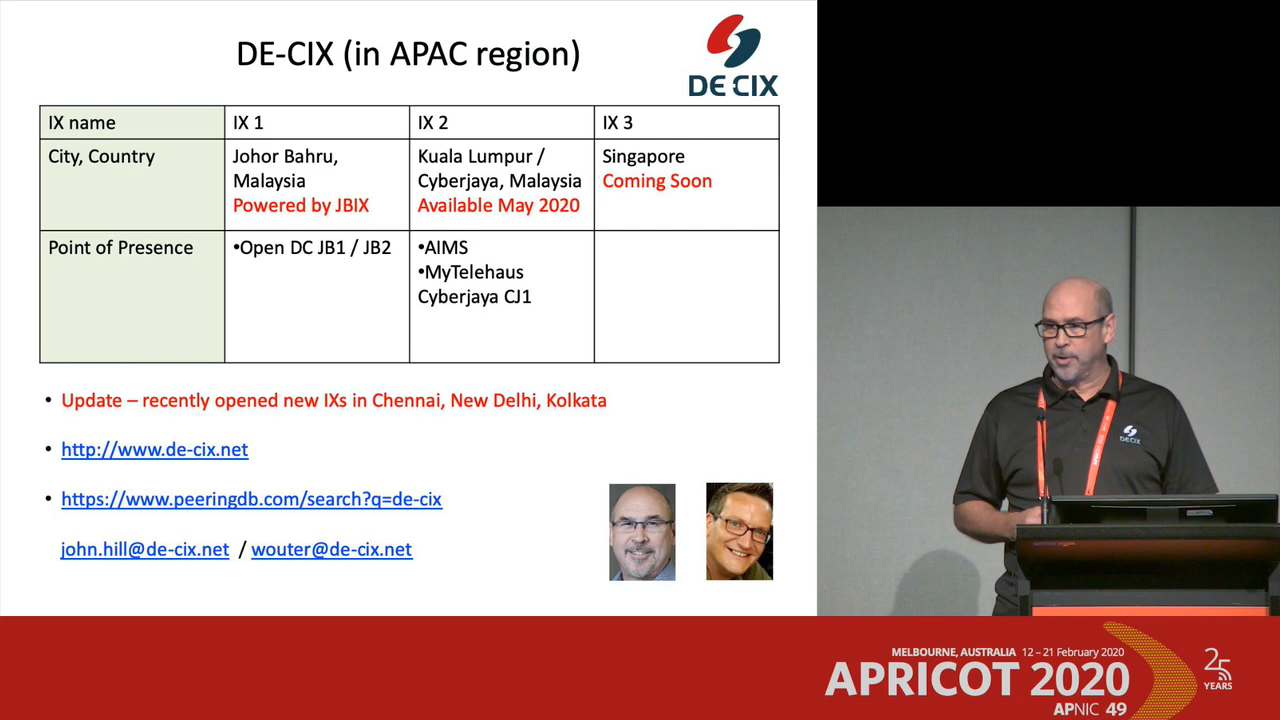 DE-CIX (in APAC region)
DE CIX
IX name
IX 1
IX 2
IX 3
City, Country
Johor Bahru,
Malaysia
Powered by JBIX
Kuala Lumpur /
Cyberjaya, Malaysia
Available May 2020
Singapore
Coming Soon
Point of Presence
•Open DC JB1 / JB2
•AIMS
•MyTelehaus
Cyberjaya CJ1
• Update – recently opened new IXs in Chennai, New Delhi, Kolkata
• http://www.de-cix.net
• https://www.peeringdb.com/search?q=de-cix
john.hill@de-cix.net / wouter@de-cix.net
DE CIX
APRICOT 2020
MELBOURNE, AUSTRALIA 12 – 21 February 2020
APRICOT 2020
APNIC 49
25
YEARS